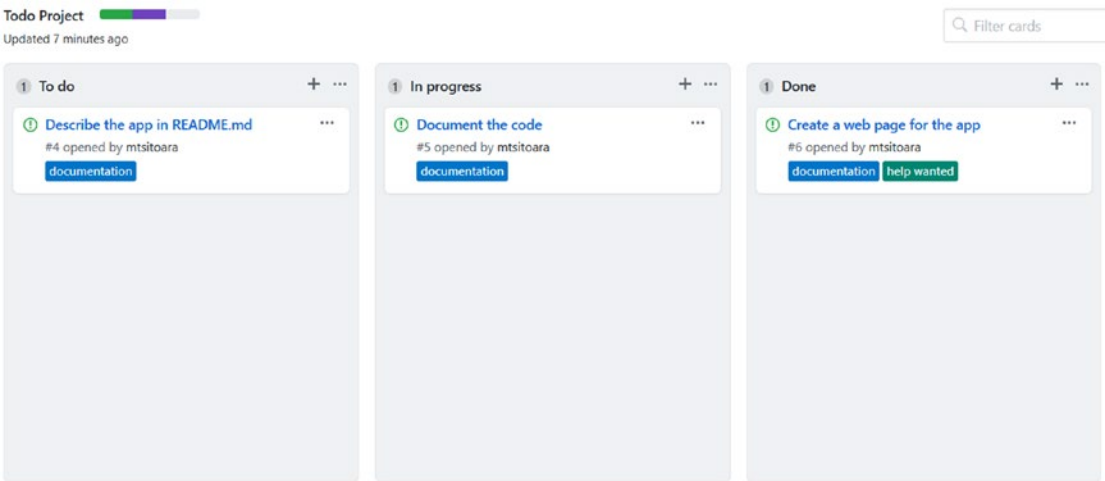 Todo Project
Updated 7 minutes ago
Filter cards
1 To do
Describe the app in README.md
#4 opened by mtsitoara
documentation
1 In progress
Document the code
#5 opened by mtsitoara
documentation
1 Done
Create a web page for the app
#6 opened by mtsitoara
documentation help wanted